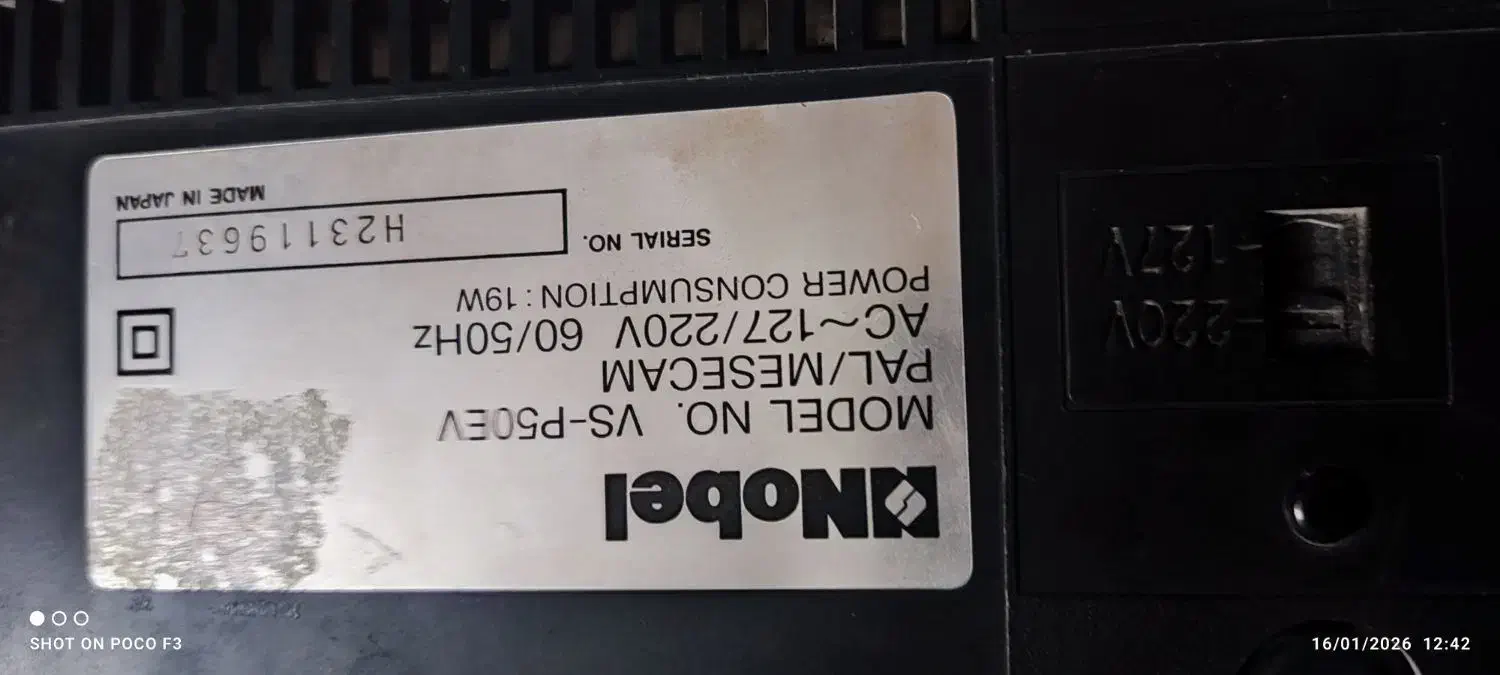 Nobel
MODEL NO. VS-P50EV
PAL/MESECAM
AC~127/220V 60/50Hz
POWER CONSUMPTION : 19W
SERIAL NO. H23119637
MADE IN JAPAN
220V
127V
SHOT ON POCO F3
16/01/2026 12:42